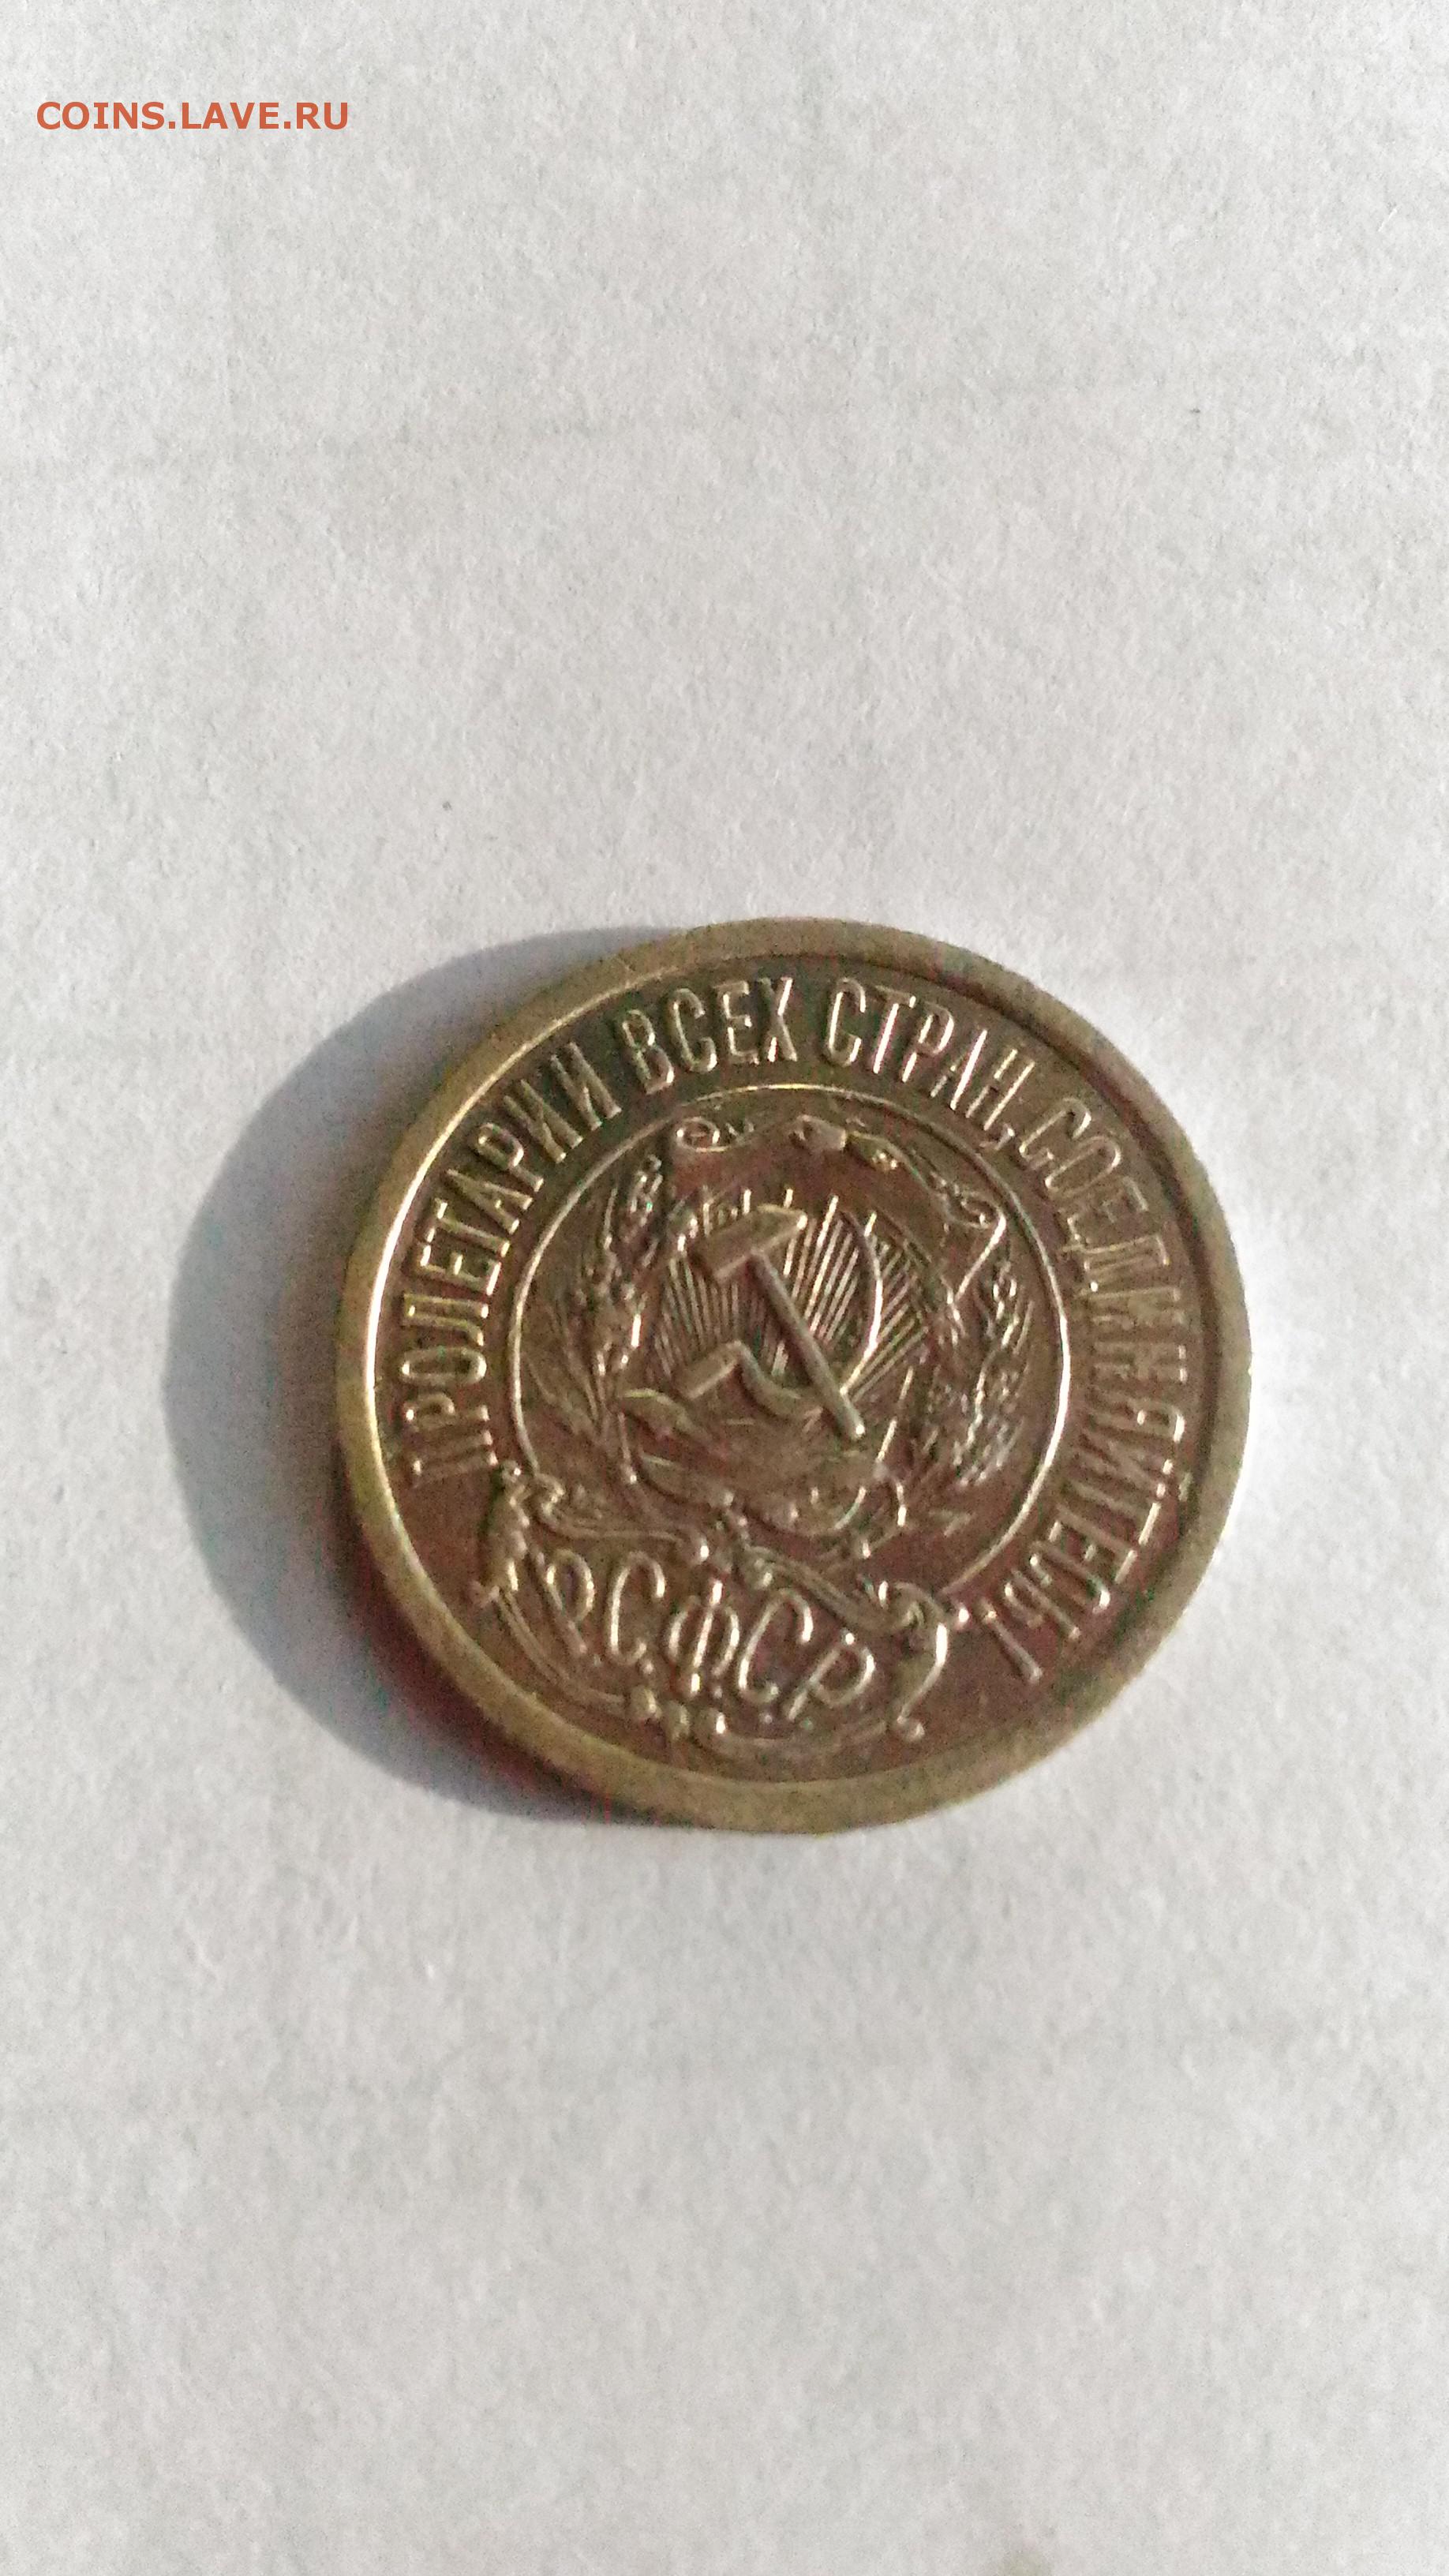 COINS.LAVE.RU
ПРОЛЕТАРИИ ВСЕХ СТРАН, СОЕДИНЯЙТЕСЬ!
Р.С.Ф.С.Р.